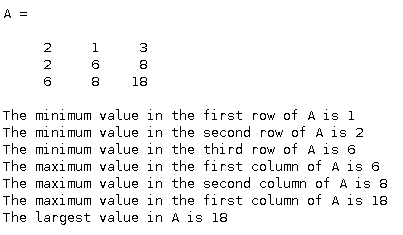 A =
2 1 3
2 6 8
6 8 18
The minimum value in the first row of A is 1
The minimum value in the second row of A is 2
The minimum value in the third row of A is 6
The maximum value in the first column of A is 6
The maximum value in the second column of A is 8
The maximum value in the first column of A is 18
The largest value in A is 18